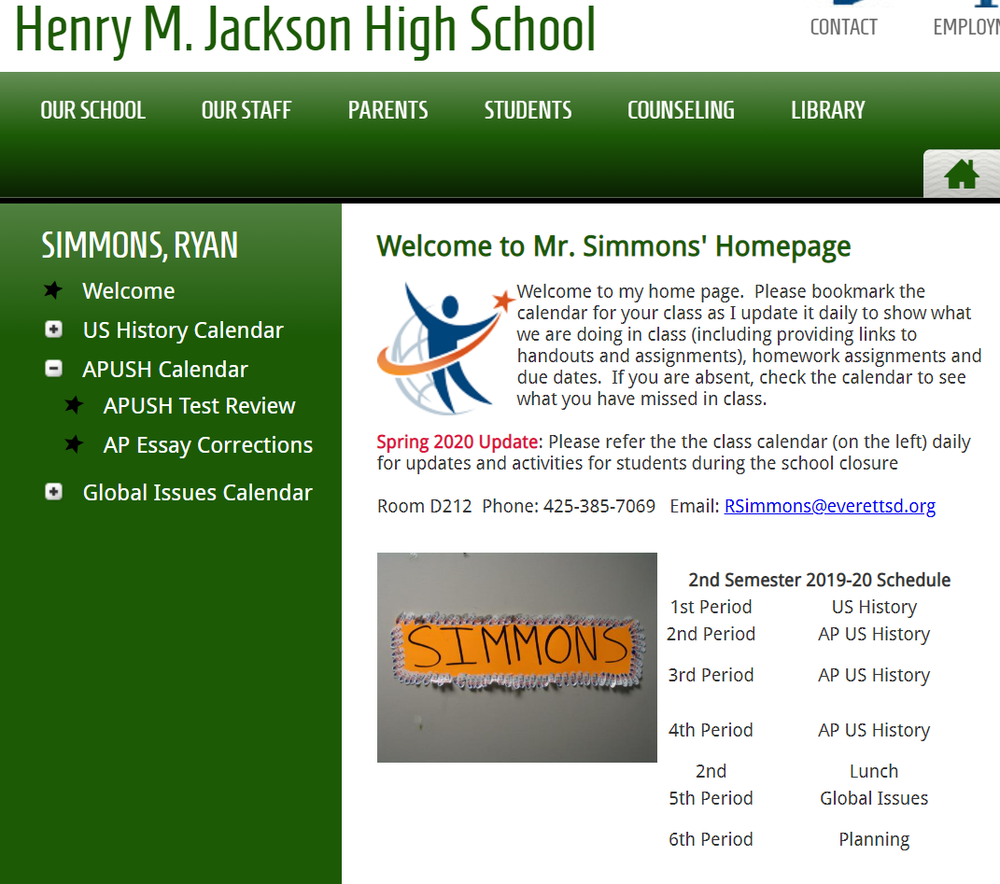 Henry M. Jackson High School
CONTACT
OUR SCHOOL OUR STAFF PARENTS STUDENTS COUNSELING LIBRARY
SIMMONS, RYAN
Welcome
US History Calendar
APUSH Calendar
APUSH Test Review
AP Essay Corrections
Global Issues Calendar
Welcome to Mr. Simmons' Homepage
Welcome to my home page. Please bookmark the
calendar for your class as I update it daily to show what
we are doing in class (including providing links to
handouts and assignments), homework assignments and
due dates. If you are absent, check the calendar to see
what you have missed in class.
Spring 2020 Update: Please refer the the class calendar (on the left) daily
for updates and activities for students during the school closure
Room D212 Phone: 425-385-7069 Email: RSimmons@everettsd.org
SIMMONS
2nd Semester 2019-20 Schedule
1st Period US History
2nd Period AP US History
3rd Period AP US History
4th Period AP US History
2nd Lunch
5th Period Global Issues
6th Period Planning